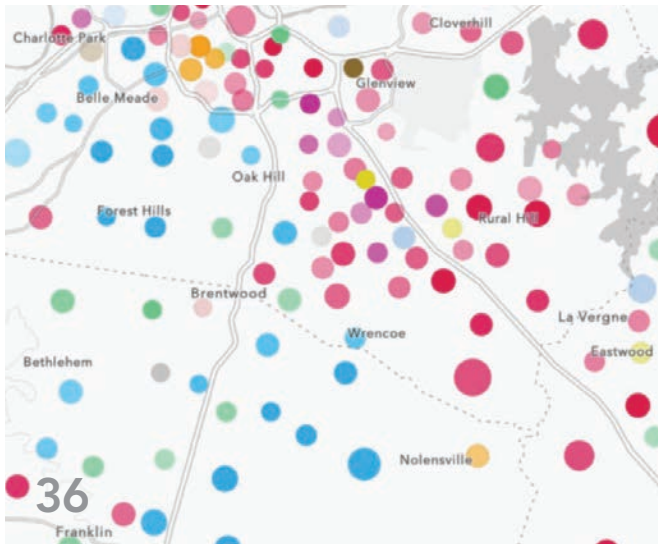 Cloverhill
Charlotte Park
Glenview
Belle Meade
Oak Hill
Forest Hills
Rural Hill
Brentwood
La Vergne
Wrencoe
Eastwood
Bethlehem
Nolensville
36
Franklin